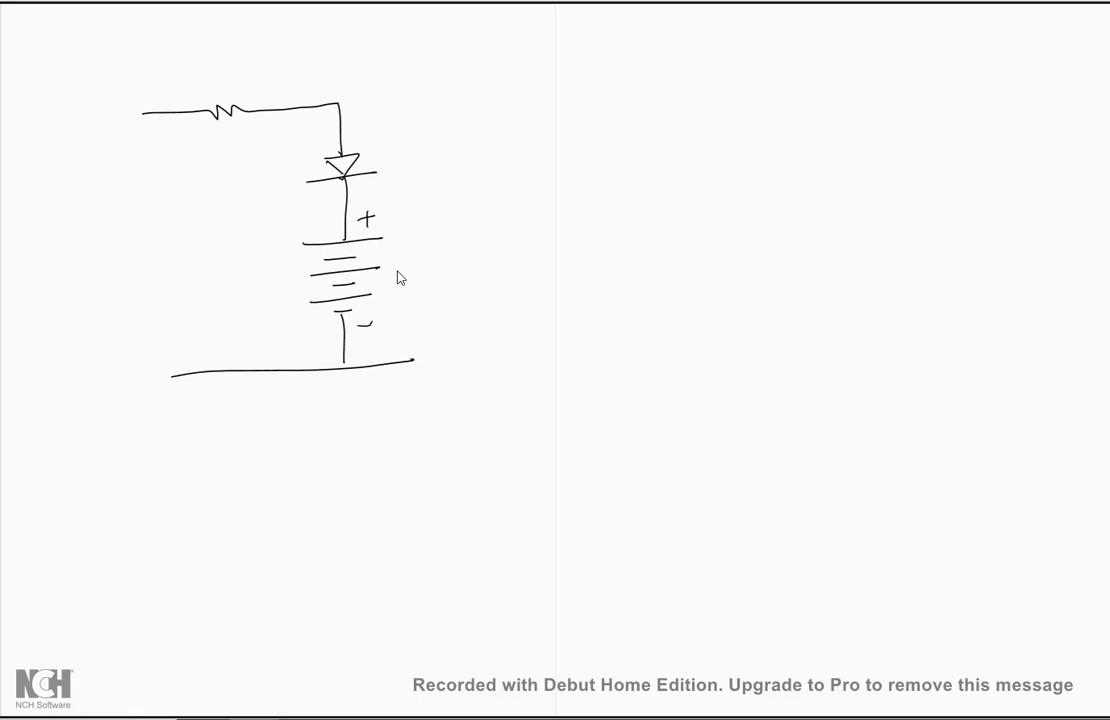 +
-
NCH
NCH Software
Recorded with Debut Home Edition. Upgrade to Pro to remove this message